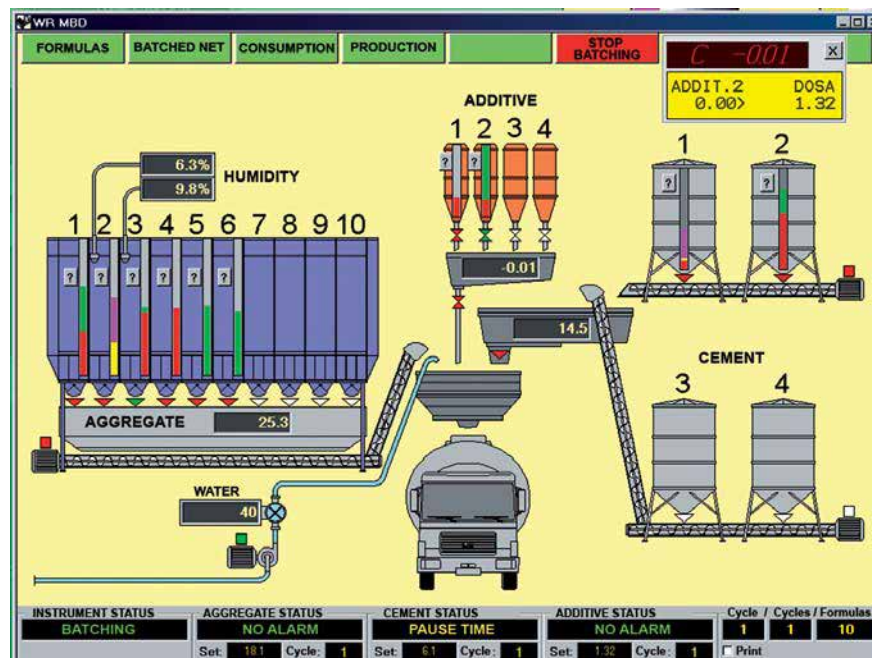 WR MBD
FORMULAS
BATCHED NET
CONSUMPTION
PRODUCTION
STOP
BATCHING
C -0.01
X
ADDIT.2 DOSA
0.00> 1.32
ADDITIVE
1 2 3 4
? ?
6.3%
9.8%
HUMIDITY
1 2
? ?
1 2 3 4 5 6 7 8 9 10
? ? ? ? ? ?
-0.01
14.5
CEMENT
3 4
AGGREGATE 25.3
WATER
40
INSTRUMENT STATUS
BATCHING
AGGREGATE STATUS
NO ALARM
Set: 18.1 Cycle: 1
CEMENT STATUS
PAUSE TIME
Set: 6.1 Cycle: 1
ADDITIVE STATUS
NO ALARM
Set: 1.32 Cycle: 1
Cycle / Cycles / Formulas
1 1 10
Print